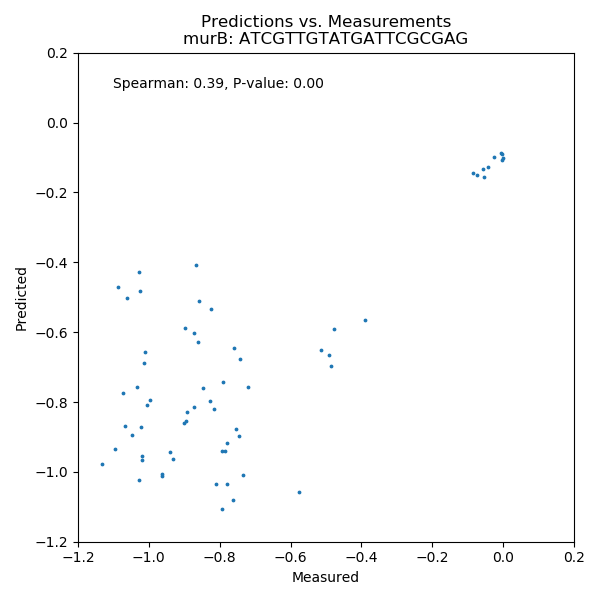 Predictions vs. Measurements
murB: ATCGTTGTATGATTCGCGAG
Spearman: 0.39, P-value: 0.00
0.2
0.0
−0.2
−0.4
−0.6
−0.8
−1.0
−1.2
Predicted
−1.2 −1.0 −0.8 −0.6 −0.4 −0.2 0.0 0.2
Measured